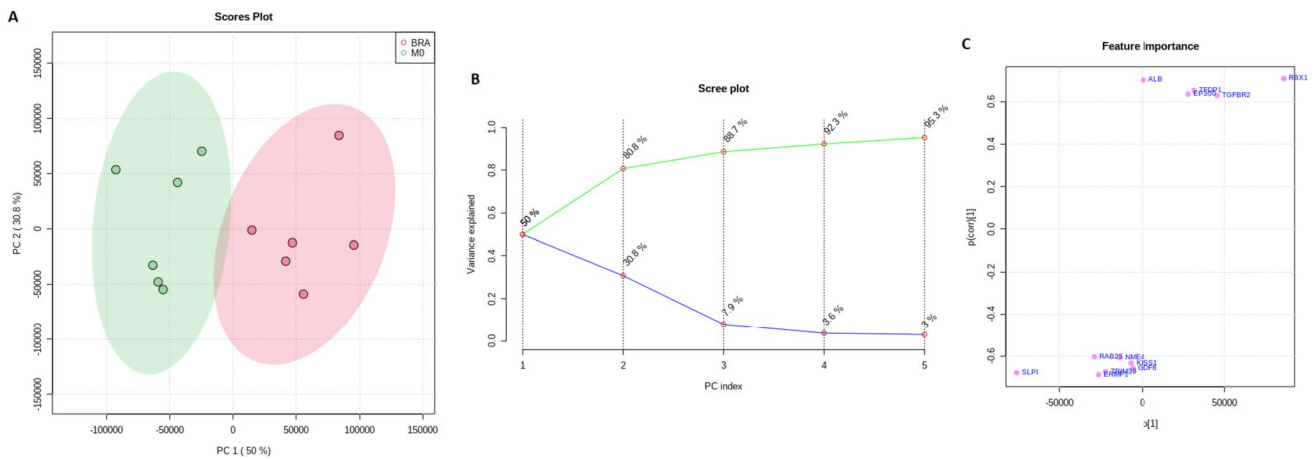 A
Scores Plot
BRA
M0
150000
100000
50000
0
-50000
-100000
-150000
PC 2 ( 30.8 %)
-100000 -50000 0 50000 100000 150000
PC 1 ( 50 %)
B
Scree plot
1.0
0.8
0.6
0.4
0.2
0.0
Variance explained
50 %
80.8 %
88.7 %
92.3 %
95.3 %
50 %
30.8 %
7.9 %
3.6 %
3 %
1 2 3 4 5
PC index
C
Feature Importance
0.6
0.4
0.2
0.0
-0.2
-0.4
-0.6
p(corr)[1]
ALB
RBX1
TFDP1
EP300
TGFBR2
RAB25
NME4
KISS1
GDF6
TRIM39
ERMP1
SLPI
-50000 0 50000
p[1]